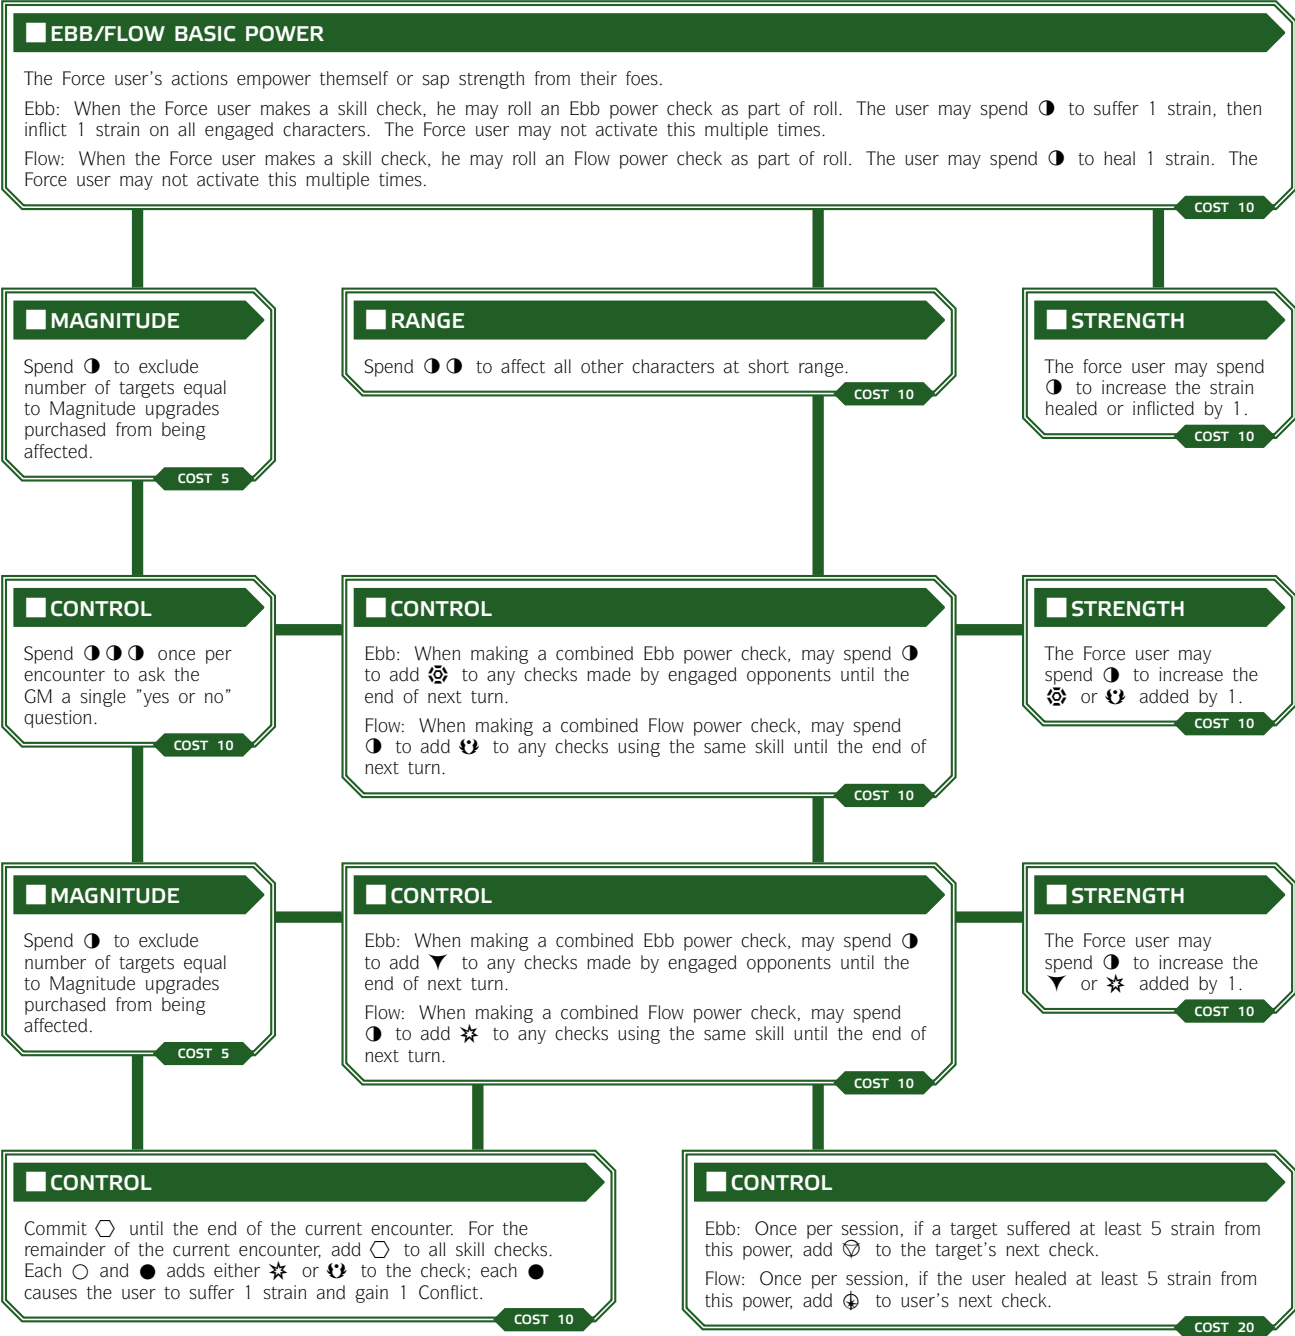 EBB/FLOW BASIC POWER
The Force user's actions empower themself or sap strength from their foes.
Ebb: When the Force user makes a skill check, he may roll an Ebb power check as part of roll. The user may spend to suffer 1 strain, then
inflict 1 strain on all engaged characters. The Force user may not activate this multiple times.
Flow: When the Force user makes a skill check, he may roll an Flow power check as part of roll. The user may spend to heal 1 strain. The
Force user may not activate this multiple times.
COST 10
MAGNITUDE
Spend to exclude
number of targets equal
to Magnitude upgrades
purchased from being
affected.
COST 5
RANGE
Spend to affect all other characters at short range.
COST 10
STRENGTH
The force user may spend
to increase the strain
healed or inflicted by 1.
COST 10
CONTROL
Spend once per
encounter to ask the
GM a single "yes or no"
question.
COST 10
CONTROL
Ebb: When making a combined Ebb power check, may spend
to add to any checks made by engaged opponents until the
end of next turn.
Flow: When making a combined Flow power check, may spend
to add to any checks using the same skill until the end of
next turn.
COST 10
STRENGTH
The Force user may
spend to increase the
or added by 1.
COST 10
MAGNITUDE
Spend to exclude
number of targets equal
to Magnitude upgrades
purchased from being
affected.
COST 5
CONTROL
Ebb: When making a combined Ebb power check, may spend
to add to any checks made by engaged opponents until the
end of next turn.
Flow: When making a combined Flow power check, may spend
to add to any checks using the same skill until the end of
next turn.
COST 10
STRENGTH
The Force user may
spend to increase the
or added by 1.
COST 10
CONTROL
Commit until the end of the current encounter. For the
remainder of the current encounter, add to all skill checks.
Each and adds either or to the check; each
causes the user to suffer 1 strain and gain 1 Conflict.
COST 10
CONTROL
Ebb: Once per session, if a target suffered at least 5 strain from
this power, add to the target's next check.
Flow: Once per session, if the user healed at least 5 strain from
this power, add to user's next check.
COST 20